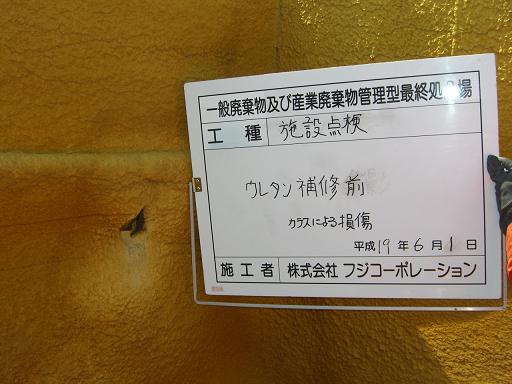 一般廃棄物及び産業廃棄物管理型最終処分場
工種 施設点検
ウレタン補修前
カラスによる損傷
平成19年6月1日
施工者 株式会社フジコーポレーション